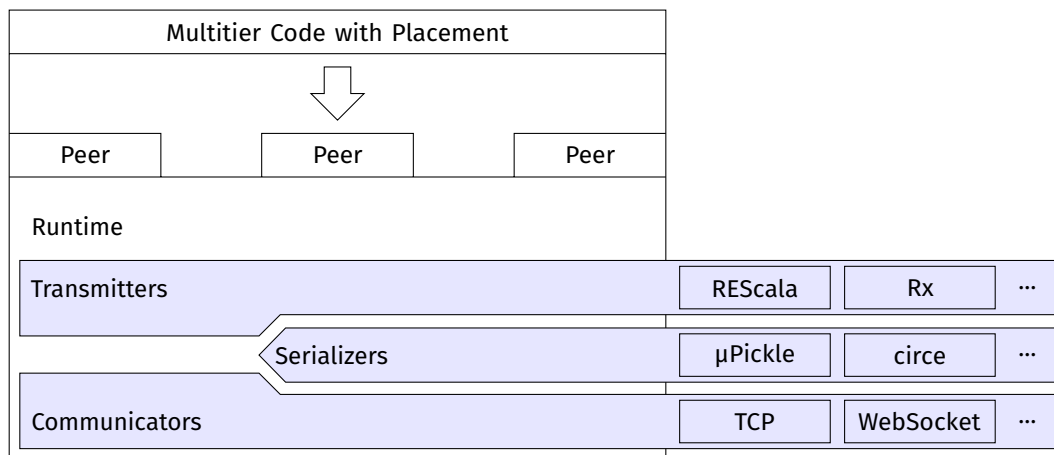 Multitier Code with Placement
Peer Peer Peer
Runtime
Transmitters REScala Rx ...
Serializers µPickle circe ...
Communicators TCP WebSocket ...